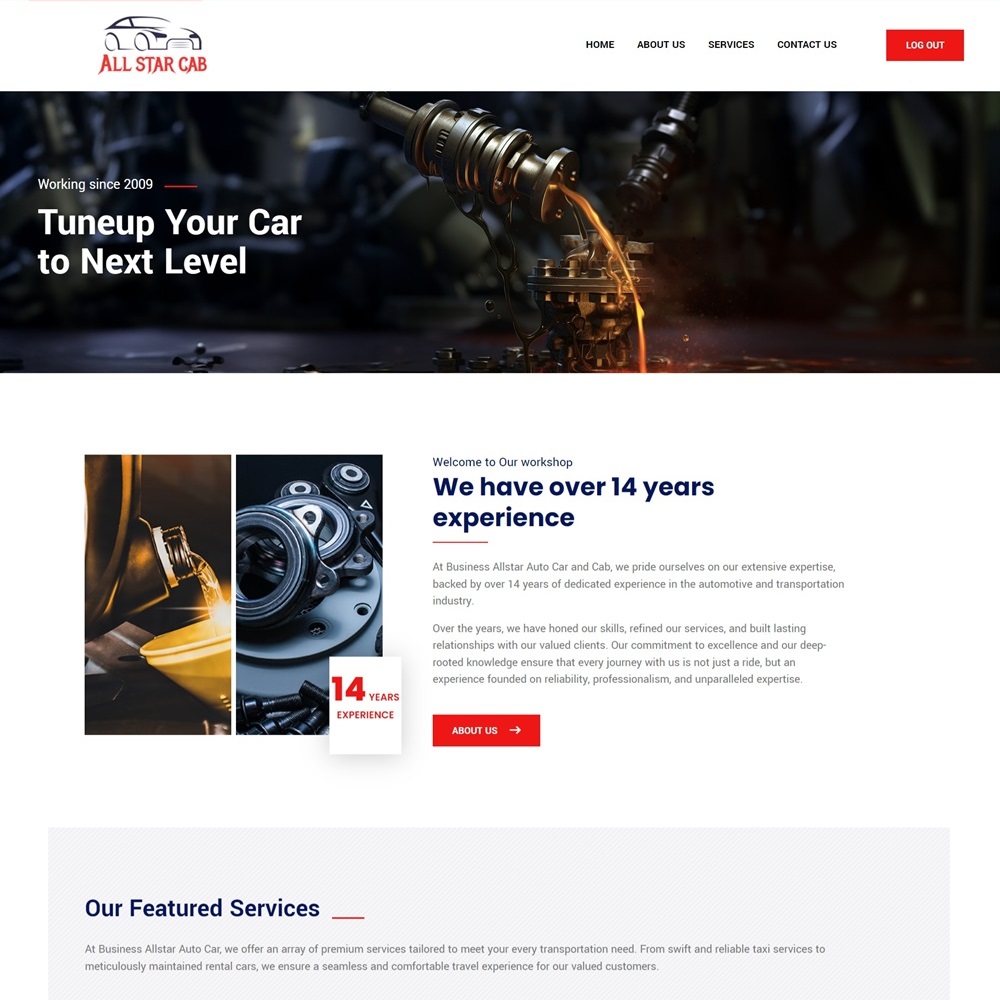 ALL STAR CAB
HOME ABOUT US SERVICES CONTACT US LOG OUT
Working since 2009
Tuneup Your Car
to Next Level
Welcome to Our workshop
We have over 14 years
experience
At Business Allstar Auto Car and Cab, we pride ourselves on our extensive expertise,
backed by over 14 years of dedicated experience in the automotive and transportation
industry.
Over the years, we have honed our skills, refined our services, and built lasting
relationships with our valued clients. Our commitment to excellence and our deep-
rooted knowledge ensure that every journey with us is not just a ride, but an
experience founded on reliability, professionalism, and unparalleled expertise.
14 YEARS
EXPERIENCE
ABOUT US
Our Featured Services
At Business Allstar Auto Car, we offer an array of premium services tailored to meet your every transportation need. From swift and reliable taxi services to
meticulously maintained rental cars, we ensure a seamless and comfortable travel experience for our valued customers.